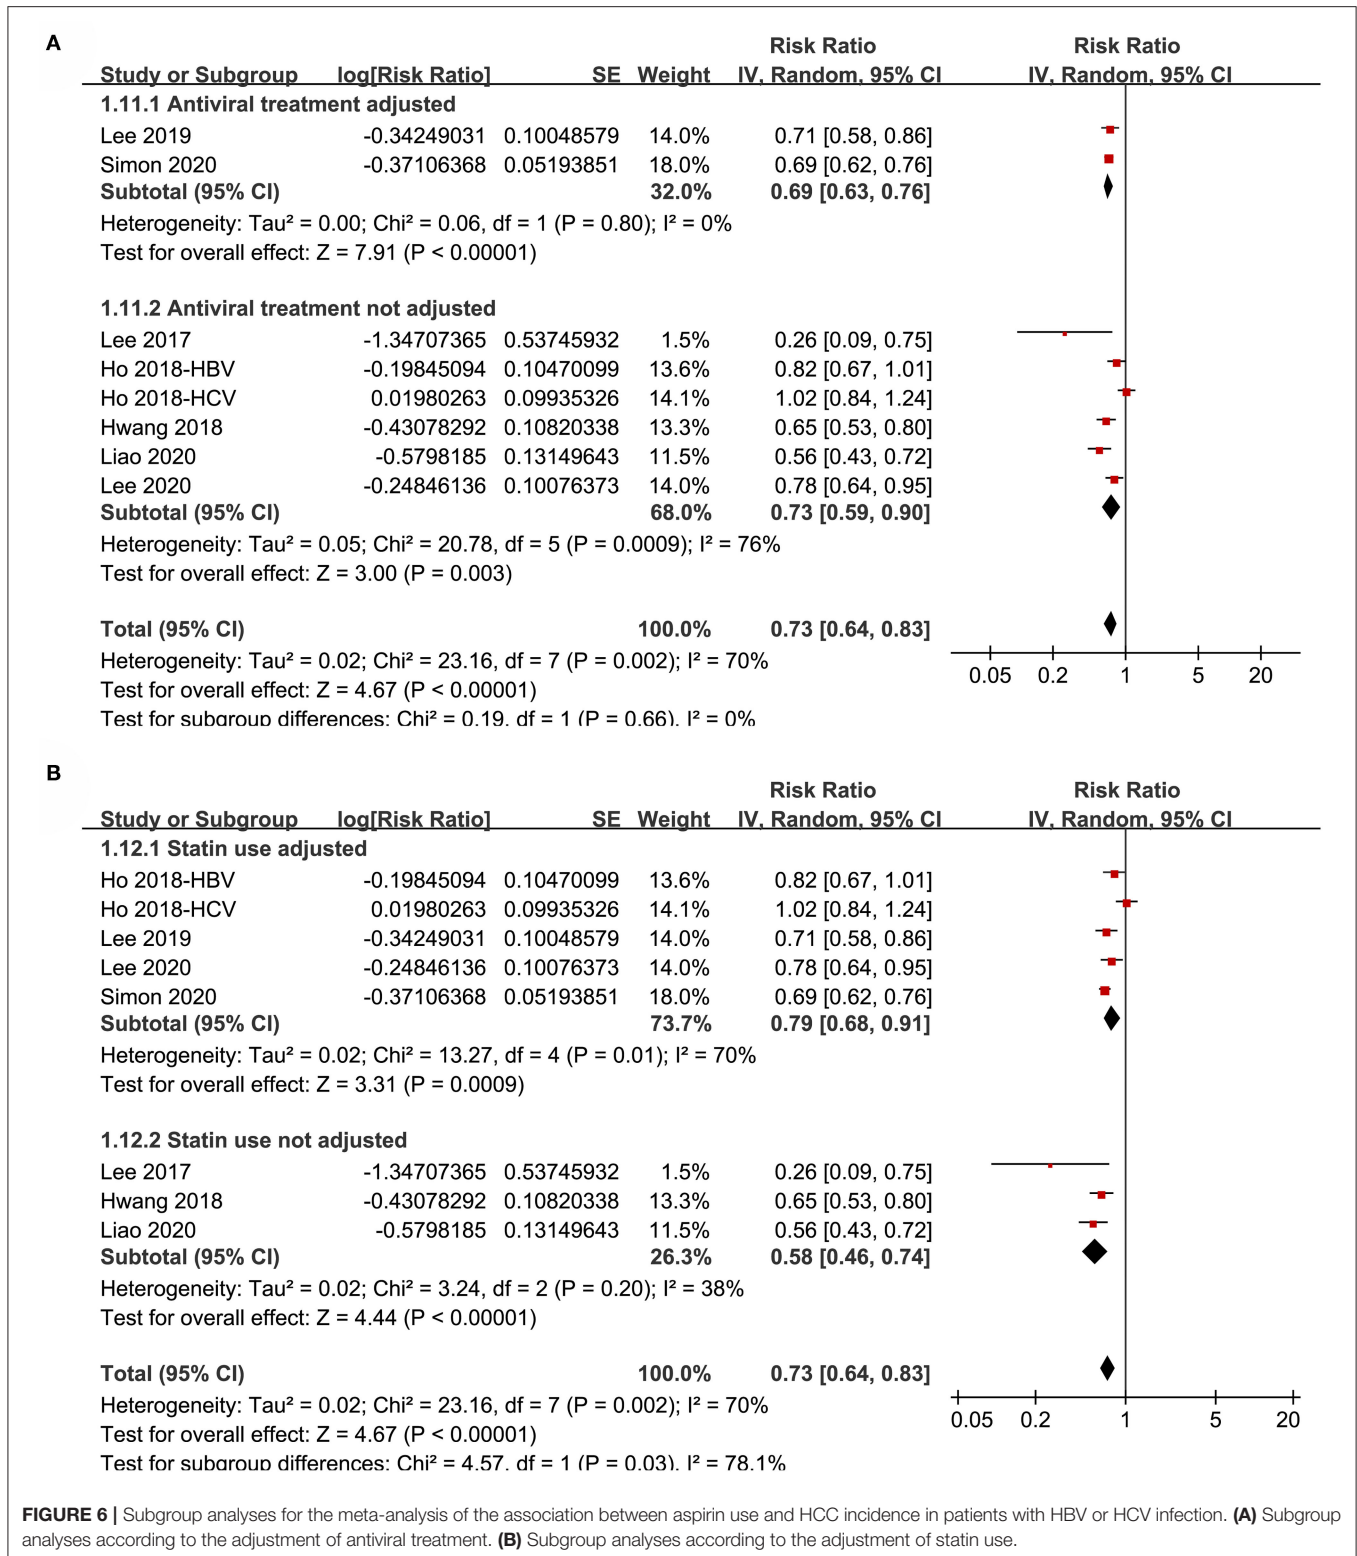 A
Risk Ratio Risk Ratio
Study or Subgroup log[Risk Ratio] SE Weight IV, Random, 95% CI IV, Random, 95% CI
1.11.1 Antiviral treatment adjusted
Lee 2019 -0.34249031 0.10048579 14.0% 0.71 [0.58, 0.86]
Simon 2020 -0.37106368 0.05193851 18.0% 0.69 [0.62, 0.76]
Subtotal (95% CI) 32.0% 0.69 [0.63, 0.76]
Heterogeneity: Tau² = 0.00; Chi² = 0.06, df = 1 (P = 0.80); I² = 0%
Test for overall effect: Z = 7.91 (P < 0.00001)
1.11.2 Antiviral treatment not adjusted
Lee 2017 -1.34707365 0.53745932 1.5% 0.26 [0.09, 0.75]
Ho 2018-HBV -0.19845094 0.10470099 13.6% 0.82 [0.67, 1.01]
Ho 2018-HCV 0.01980263 0.09935326 14.1% 1.02 [0.84, 1.24]
Hwang 2018 -0.43078292 0.10820338 13.3% 0.65 [0.53, 0.80]
Liao 2020 -0.5798185 0.13149643 11.5% 0.56 [0.43, 0.72]
Lee 2020 -0.24846136 0.10076373 14.0% 0.78 [0.64, 0.95]
Subtotal (95% CI) 68.0% 0.73 [0.59, 0.90]
Heterogeneity: Tau² = 0.05; Chi² = 20.78, df = 5 (P = 0.0009); I² = 76%
Test for overall effect: Z = 3.00 (P = 0.003)
Total (95% CI) 100.0% 0.73 [0.64, 0.83]
Heterogeneity: Tau² = 0.02; Chi² = 23.16, df = 7 (P = 0.002); I² = 70%
0.05 0.2 1 5 20
Test for overall effect: Z = 4.67 (P < 0.00001)
Test for subgroup differences: Chi² = 0.19, df = 1 (P = 0.66), I² = 0%
B
Risk Ratio Risk Ratio
Study or Subgroup log[Risk Ratio] SE Weight IV, Random, 95% CI IV, Random, 95% CI
1.12.1 Statin use adjusted
Ho 2018-HBV -0.19845094 0.10470099 13.6% 0.82 [0.67, 1.01]
Ho 2018-HCV 0.01980263 0.09935326 14.1% 1.02 [0.84, 1.24]
Lee 2019 -0.34249031 0.10048579 14.0% 0.71 [0.58, 0.86]
Lee 2020 -0.24846136 0.10076373 14.0% 0.78 [0.64, 0.95]
Simon 2020 -0.37106368 0.05193851 18.0% 0.69 [0.62, 0.76]
Subtotal (95% CI) 73.7% 0.79 [0.68, 0.91]
Heterogeneity: Tau² = 0.02; Chi² = 13.27, df = 4 (P = 0.01); I² = 70%
Test for overall effect: Z = 3.31 (P = 0.0009)
1.12.2 Statin use not adjusted
Lee 2017 -1.34707365 0.53745932 1.5% 0.26 [0.09, 0.75]
Hwang 2018 -0.43078292 0.10820338 13.3% 0.65 [0.53, 0.80]
Liao 2020 -0.5798185 0.13149643 11.5% 0.56 [0.43, 0.72]
Subtotal (95% CI) 26.3% 0.58 [0.46, 0.74]
Heterogeneity: Tau² = 0.02; Chi² = 3.24, df = 2 (P = 0.20); I² = 38%
Test for overall effect: Z = 4.44 (P < 0.00001)
Total (95% CI) 100.0% 0.73 [0.64, 0.83]
Heterogeneity: Tau² = 0.02; Chi² = 23.16, df = 7 (P = 0.002); I² = 70%
0.05 0.2 1 5 20
Test for overall effect: Z = 4.67 (P < 0.00001)
Test for subgroup differences: Chi² = 4.57, df = 1 (P = 0.03), I² = 78.1%
FIGURE 6 | Subgroup analyses for the meta-analysis of the association between aspirin use and HCC incidence in patients with HBV or HCV infection. (A) Subgroup
analyses according to the adjustment of antiviral treatment. (B) Subgroup analyses according to the adjustment of statin use.